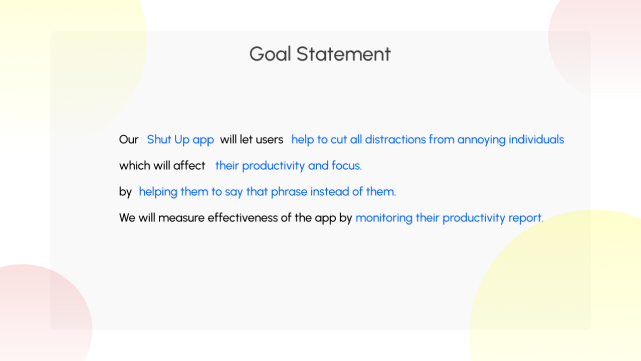 Goal Statement
Our Shut Up app will let users help to cut all distractions from annoying individuals
which will affect their productivity and focus.
by helping them to say that phrase instead of them.
We will measure effectiveness of the app by monitoring their productivity report.